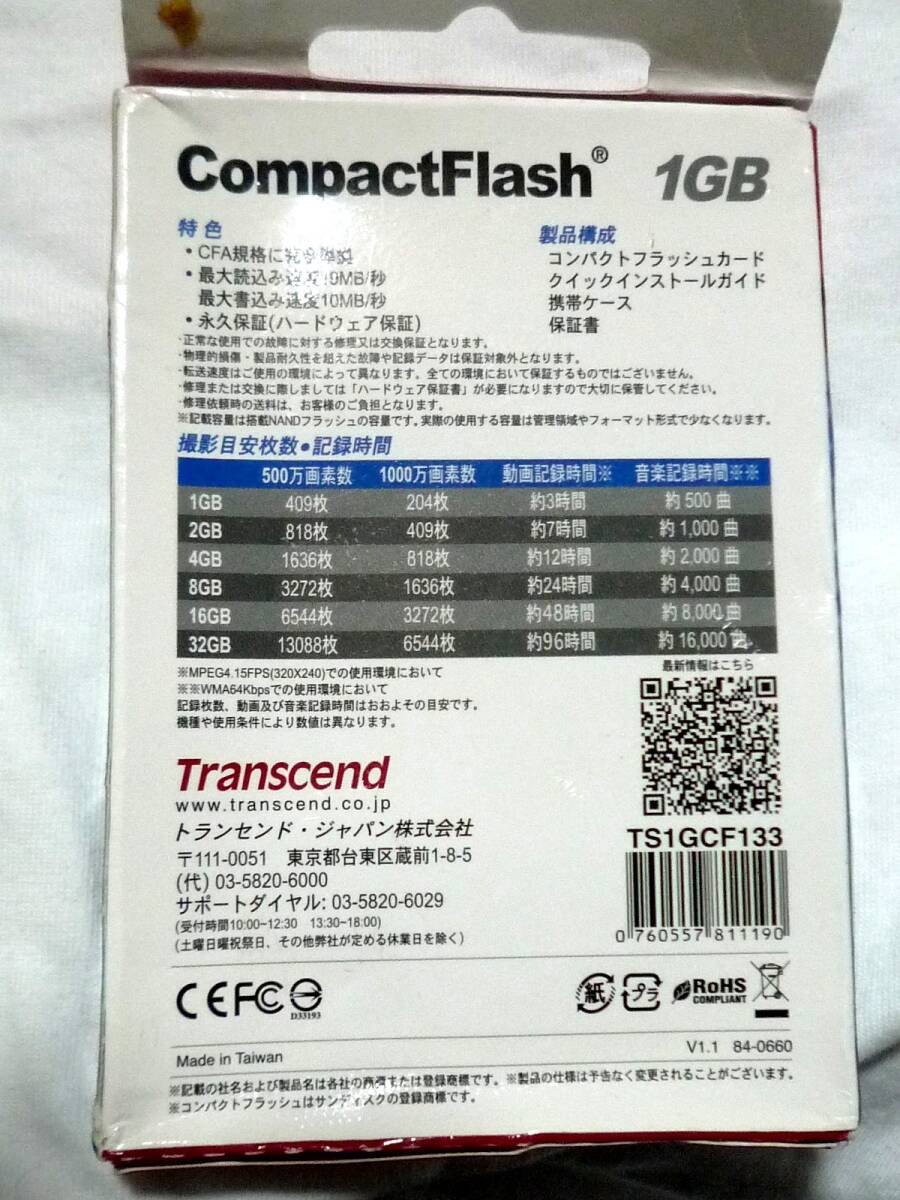 CompactFlash® 1GB
特色
・CFA規格に
・最大読込み速度 9MB/秒
最大書込み速度10MB/秒
・永久保証(ハードウェア保証)
製品構成
コンパクトフラッシュカード
クイックインストールガイド
携帯ケース
保証書
・正常な使用での故障に対する修理又は交換保証となります。
・物理的損傷・製品耐久性を超えた故障や記録データは保証対象外となります。
・転送速度はご使用の環境によって異なります。全ての環境において保証するものではございません。
・修理または交換に際しましては「ハードウェア保証書」が必要になりますので大切に保管してください。
・修理依頼時の送料は、お客様のご負担となります。
※記載容量は搭載NANDフラッシュの容量です。実際の使用する容量は管理領域やフォーマット形式で少なくなります。
撮影目安枚数●記録時間
500万画素数 1000万画素数 動画記録時間※ 音楽記録時間※※
1GB 409枚 204枚 約3時間 約 500 曲
2GB 818枚 409枚 約7時間 約 1,000 曲
4GB 1636枚 818枚 約12時間 約 2,000 曲
8GB 3272枚 1636枚 約24時間 約 4,000 曲
16GB 6544枚 3272枚 約48時間 約 8,000 曲
32GB 13088枚 6544枚 約96時間 約 16,000 曲
※MPEG4.15FPS(320X240)での使用環境において
※※WMA64Kbpsでの使用環境において
記録枚数、動画及び音楽記録時間はおおよその目安です。
機種や使用条件により数値は異なります。
最新情報はこちら
Transcend
www.transcend.co.jp
トランセンド・ジャパン株式会社
〒111-0051 東京都台東区蔵前1-8-5
(代) 03-5820-6000
サポートダイヤル: 03-5820-6029
(受付時間10:00~12:30 13:30~18:00)
(土曜日曜祝祭日、その他弊社が定める休業日を除く)
TS1GCF133
0 760557 811190
CE FC D33193
紙 プラ RoHS COMPLIANT
Made in Taiwan
V1.1 84-0660
※記載の社名および製品名は各社の商標または登録商標です。※製品の仕様は予告なく変更されることがございます。
※コンパクトフラッシュはサンディスクの登録商標です。